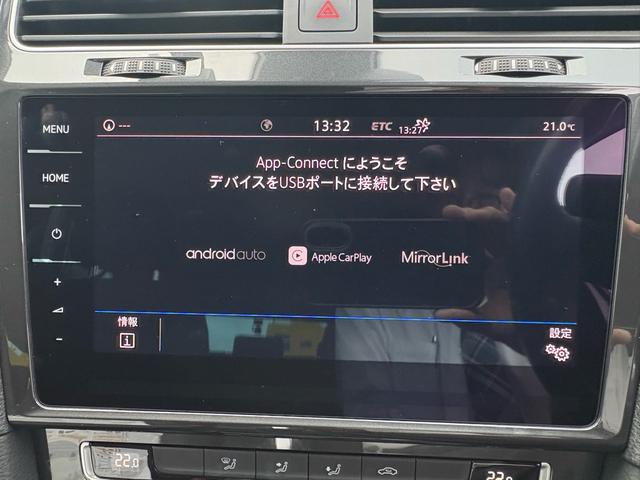 MENU
HOME
---
13:32
ETC
13:27
21.0℃
App-Connect にようこそ
デバイスをUSBポートに接続して下さい
androidauto
Apple CarPlay
MirrorLink
情報
i
設定
+
-
22.0
22.0